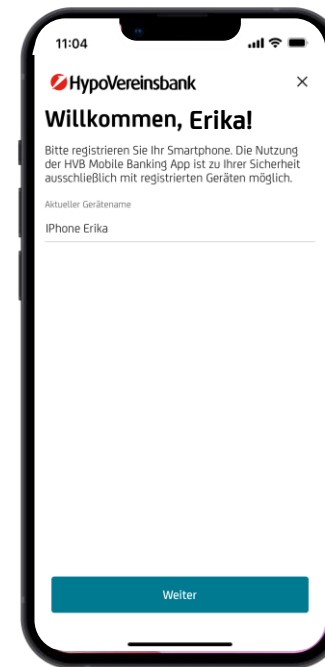 11:04
HypoVereinsbank
Willkommen, Erika!
Bitte registrieren Sie Ihr Smartphone. Die Nutzung
der HVB Mobile Banking App ist zu Ihrer Sicherheit
ausschließlich mit registrierten Geräten möglich.
Aktueller Gerätename
IPhone Erika
Weiter